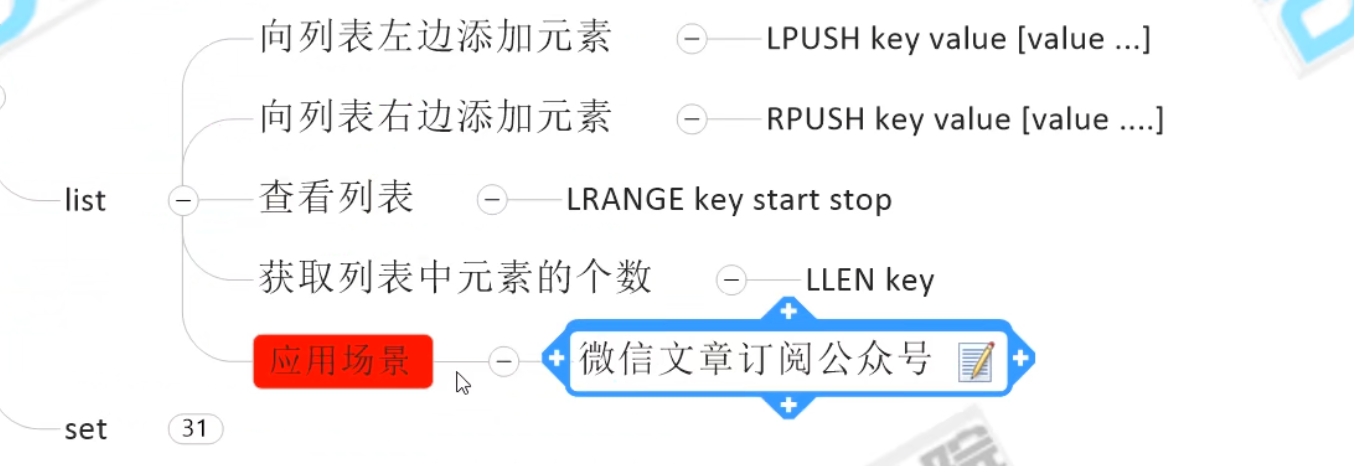 向列表左边添加元素 LPUSH key value [value ...]
向列表右边添加元素 RPUSH key value [value ....]
查看列表 LRANGE key start stop
list
获取列表中元素的个数 LLEN key
应用场景 微信文章订阅公众号
set 31
院